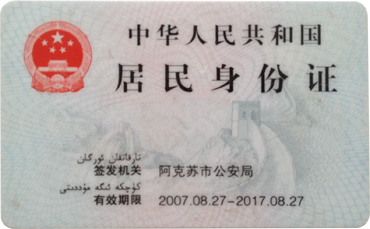 中华人民共和国
居民身份证
تارقاتقان ئورگان
签发机关 阿克苏市公安局
كۈچكە ئىگە مۇددىتى
有效期限 2007.08.27-2017.08.27